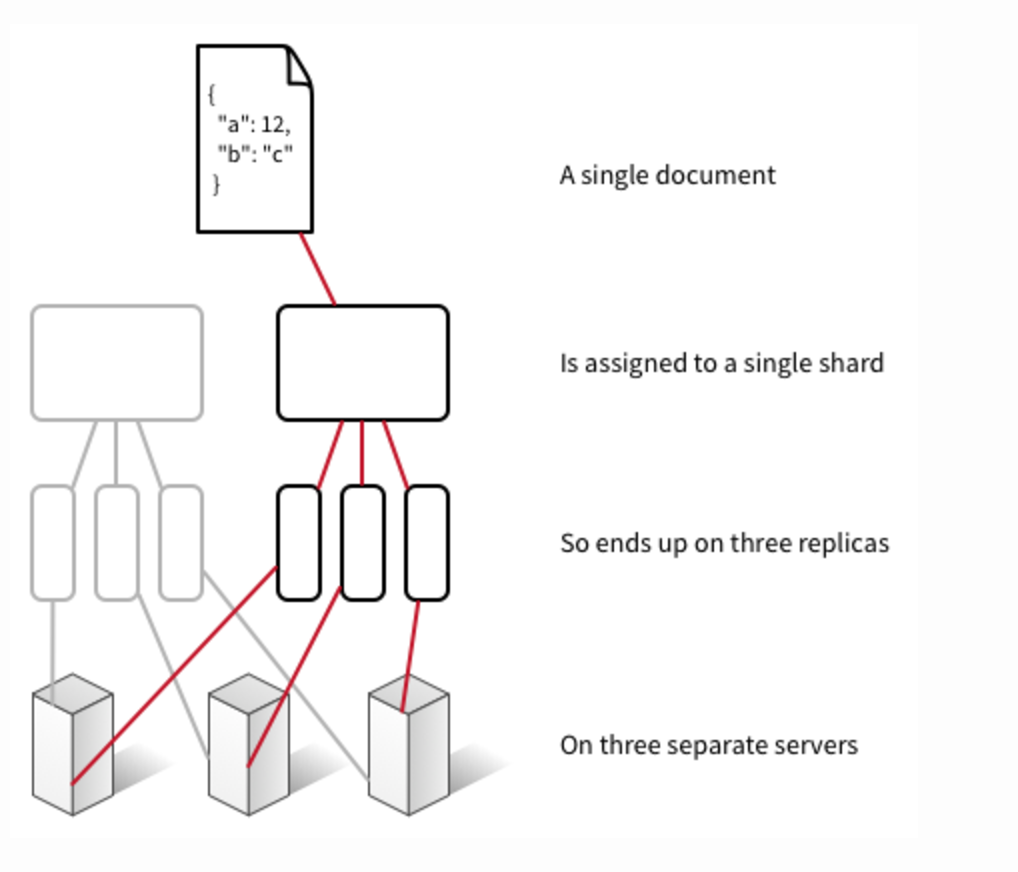 {
"a": 12,
"b": "c"
}
A single document
Is assigned to a single shard
So ends up on three replicas
On three separate servers